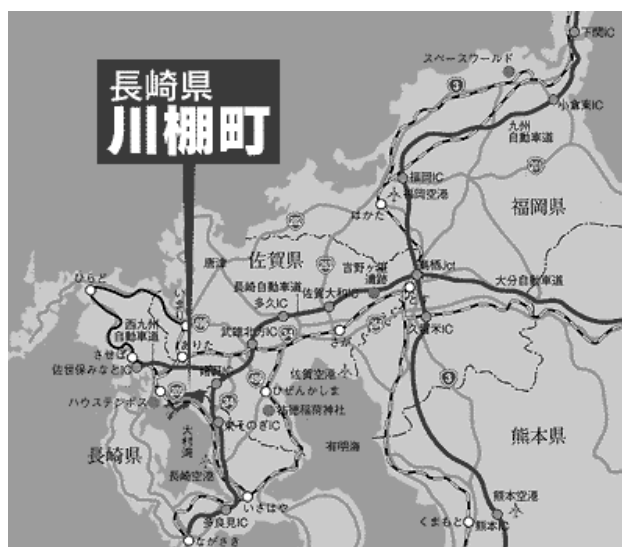 下関IC
スペースワールド
3
小倉東IC
長崎県
川棚町
九州
自動車道
福岡IC
福岡空港
はかた
福岡県
唐津
佐賀県
吉野ヶ里
遺跡
鳥栖Jct
大分自動車道
ひらど
いまり
長崎自動車道
多久IC
佐賀大和IC
西九州
自動車道
武雄北方IC
久留米IC
ありた
させぼ
さが
佐世保みなとIC
佐賀空港
3
ハウステンボス
ひぜんかしま
祐徳稲荷神社
東そのぎIC
大村湾
有明海
熊本県
長崎県
長崎空港
いさはや
多良見IC
ながさき
熊本空港
くまもと
熊本IC